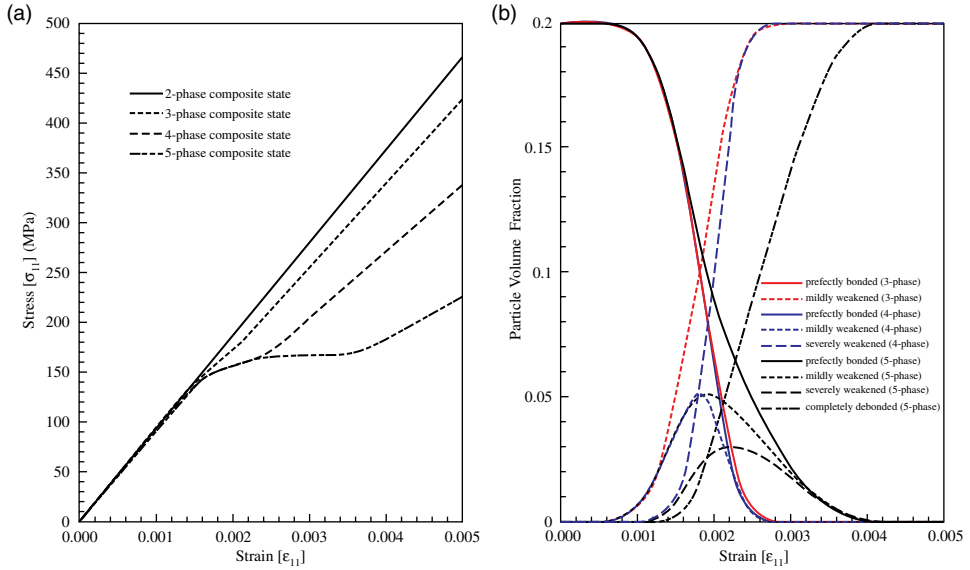 (a)
500
450
400
350
300
250
200
150
100
50
0
Stress [σ11] (MPa)
2-phase composite state
3-phase composite state
4-phase composite state
5-phase composite state
0.000
0.001
0.002
0.003
0.004
0.005
Strain [ε11]
(b)
0.2
0.15
0.1
0.05
0
Particle Volume Fraction
prefectly bonded (3-phase)
mildly weakened (3-phase)
prefectly bonded (4-phase)
mildly weakened (4-phase)
severely weakened (4-phase)
prefectly bonded (5-phase)
mildly weakened (5-phase)
severely weakened (5-phase)
completely debonded (5-phase)
0.000
0.001
0.002
0.003
0.004
0.005
Strain [ε11]